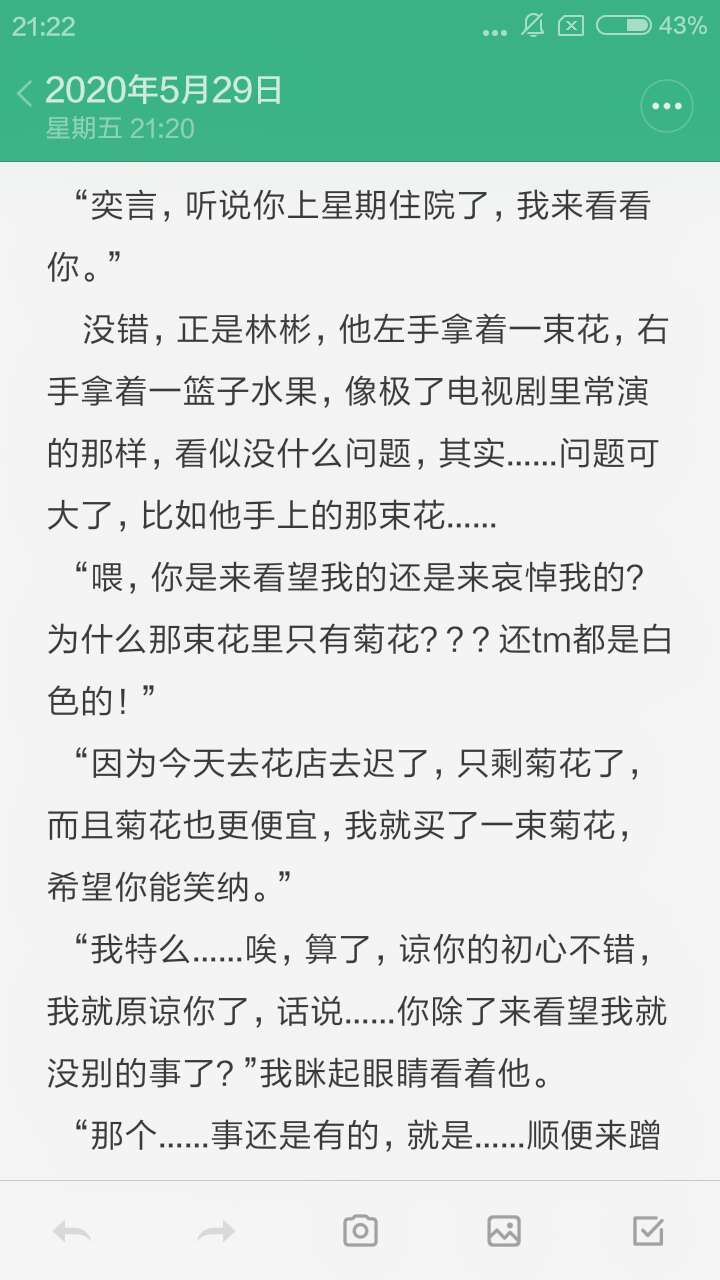 21:22
43%
2020年5月29日
星期五 21:20
“奕言，听说你上星期住院了，我来看看
你。”
没错，正是林彬，他左手拿着一束花，右
手拿着一篮子水果，像极了电视剧里常演
的那样，看似没什么问题，其实……问题可
大了，比如他手上的那束花……
“喂，你是来看望我的还是来哀悼我的？
为什么那束花里只有菊花？？？还tm都是白
色的！”
“因为今天去花店去迟了，只剩菊花了，
而且菊花也更便宜，我就买了一束菊花，
希望你能笑纳。”
“我特么……唉，算了，谅你的初心不错，
我就原谅你了，话说……你除了来看望我就
没别的事了？”我眯起眼睛看着他。
“那个……事还是有的，就是……顺便来蹭